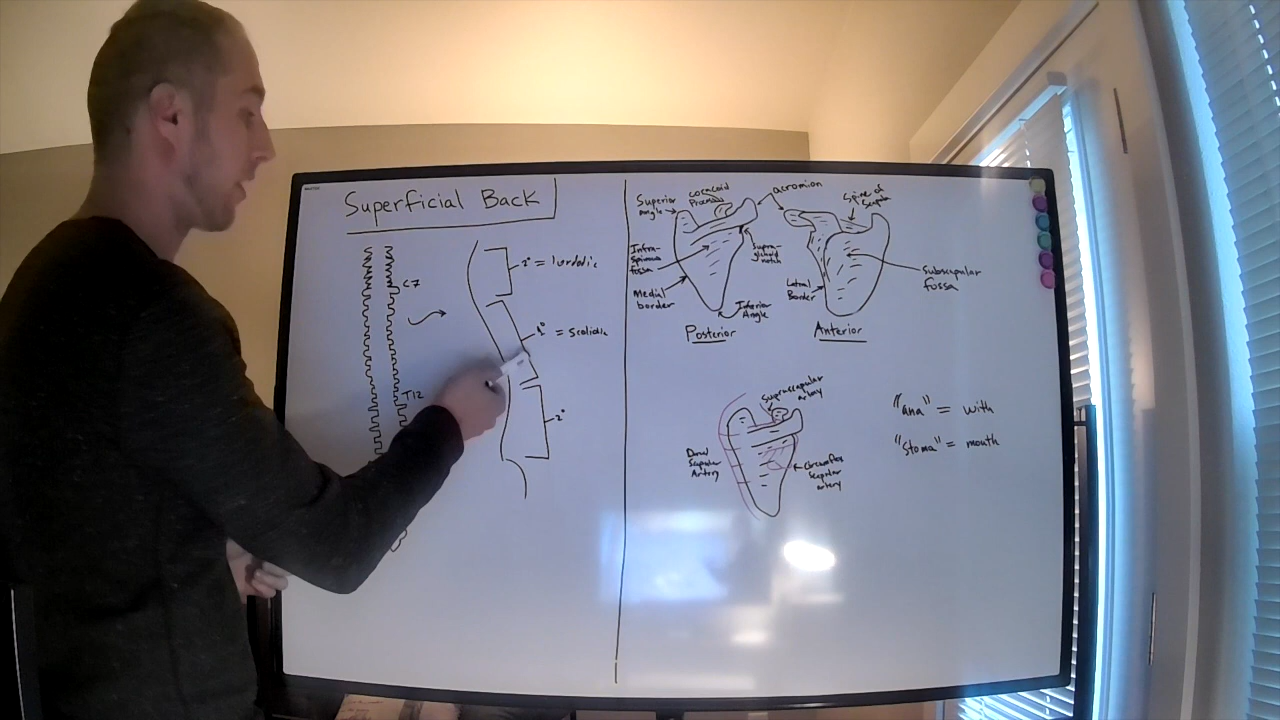 Superficial Back
C7
T12
2° = lordotic
1° = scoliotic
2°
Superior
Angle
coracoid
Process
acromion
Spine of
Scapula
Infra-
spinous
fossa
Supra-
glenoid
notch
Medial
border
Inferior
Angle
Lateral
Border
Subscapular
fossa
Posterior
Anterior
Suprascapular
artery
Dorsal
Scapular
Artery
Circumflex
Scapular
artery
"ana" = with
"Stoma" = mouth